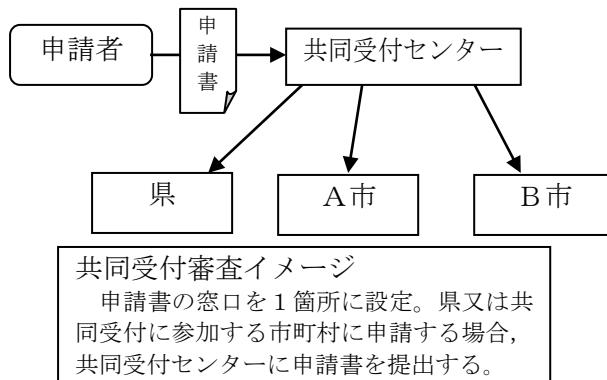 申請者
申請書
共同受付センター
県
A市
B市
共同受付審査イメージ
　申請書の窓口を1箇所に設定。県又は共
同受付に参加する市町村に申請する場合,
共同受付センターに申請書を提出する。